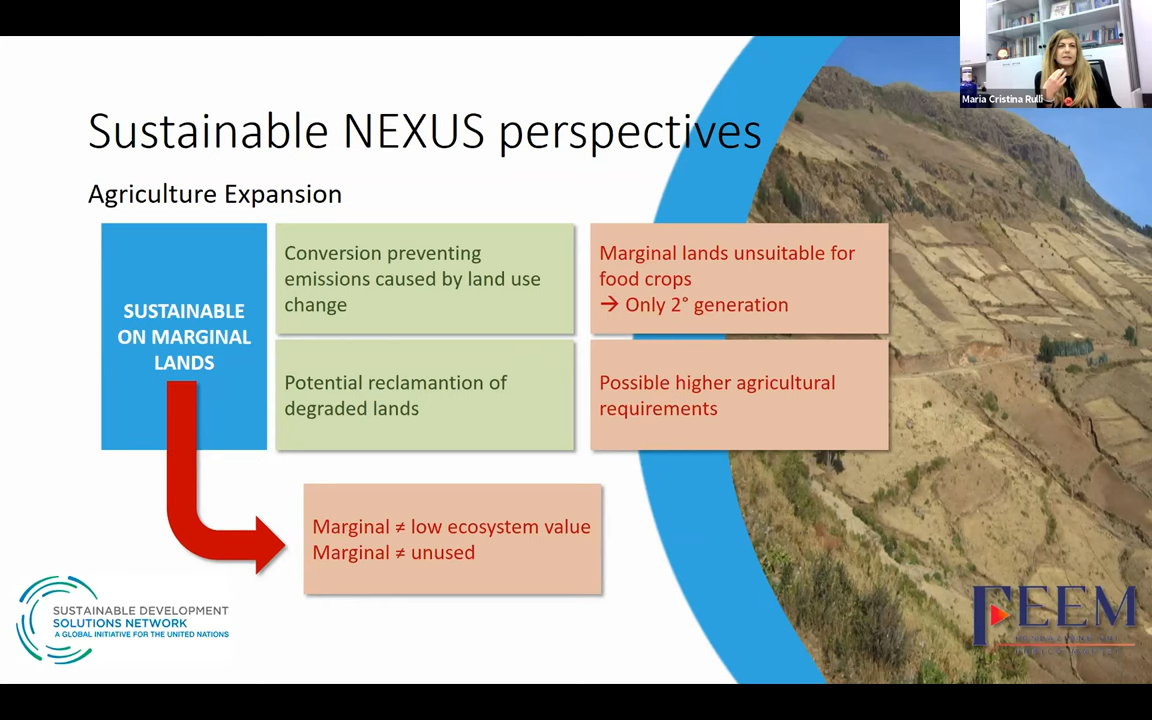 Maria Cristina Rulli
Sustainable NEXUS perspectives
Agriculture Expansion
SUSTAINABLE
ON MARGINAL
LANDS
Conversion preventing
emissions caused by land use
change
Marginal lands unsuitable for
food crops
→ Only 2° generation
Potential reclamantion of
degraded lands
Possible higher agricultural
requirements
Marginal ≠ low ecosystem value
Marginal ≠ unused
SUSTAINABLE DEVELOPMENT
SOLUTIONS NETWORK
A GLOBAL INITIATIVE FOR THE UNITED NATIONS
FEEM